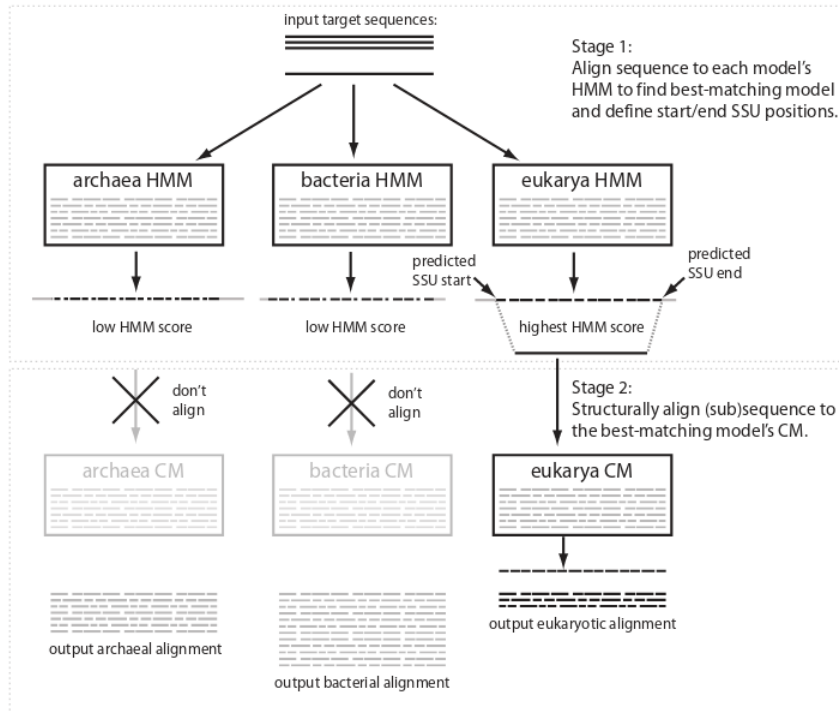 input target sequences:
Stage 1:
Align sequence to each model's
HMM to find best-matching model
and define start/end SSU positions.
archaea HMM
bacteria HMM
eukarya HMM
predicted
SSU start
predicted
SSU end
low HMM score
low HMM score
highest HMM score
don't
align
don't
align
Stage 2:
Structurally align (sub)sequence to
the best-matching model's CM.
archaea CM
bacteria CM
eukarya CM
output archaeal alignment
output bacterial alignment
output eukaryotic alignment